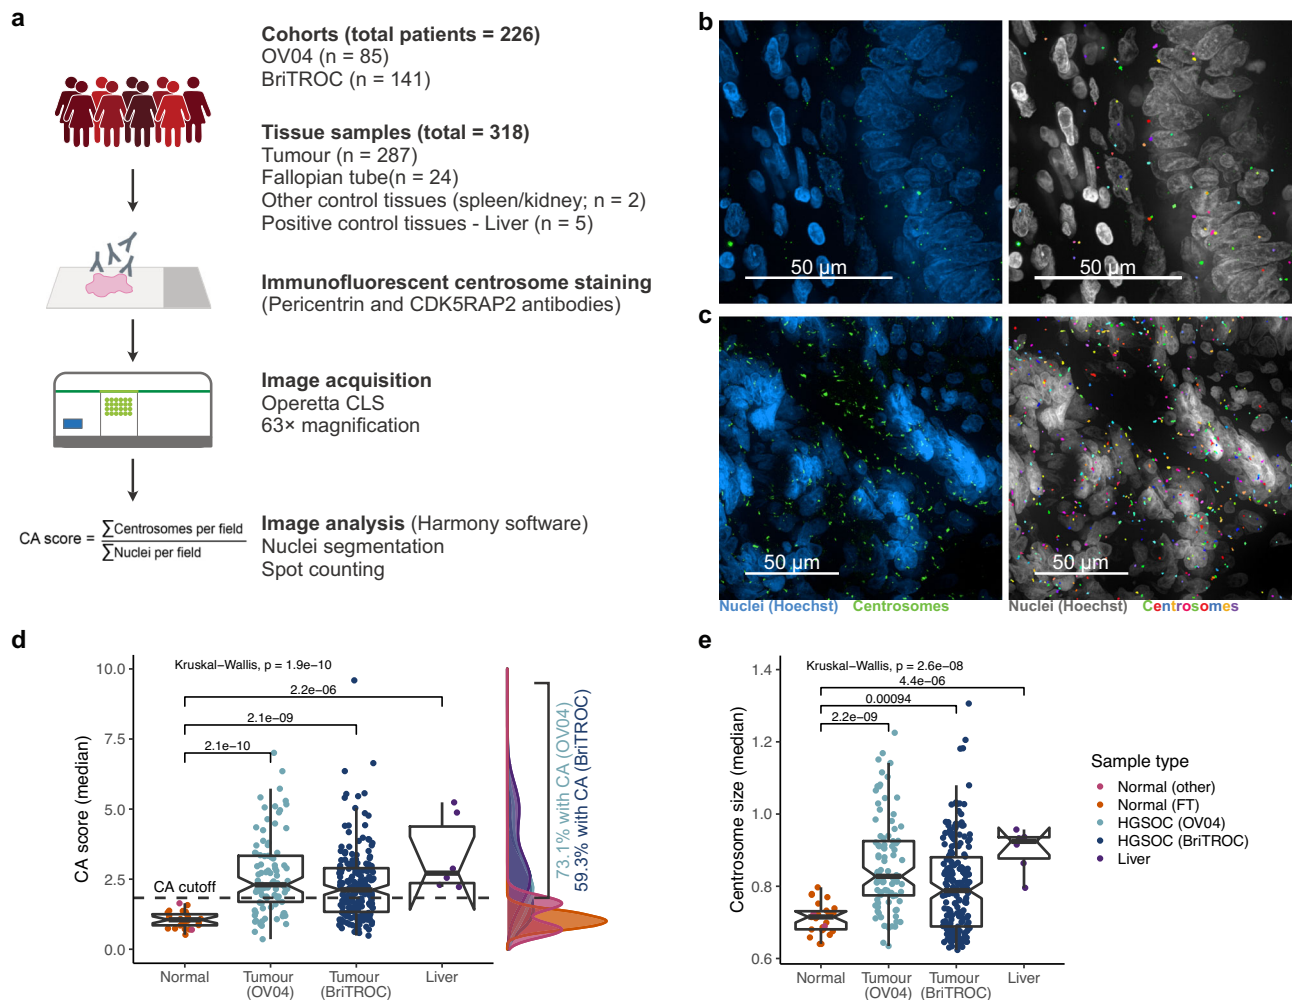 a
Cohorts (total patients = 226)
OV04 (n = 85)
BriTROC (n = 141)
Tissue samples (total = 318)
Tumour (n = 287)
Fallopian tube(n = 24)
Other control tissues (spleen/kidney; n = 2)
Positive control tissues - Liver (n = 5)
Immunofluorescent centrosome staining
(Pericentrin and CDK5RAP2 antibodies)
Image acquisition
Operetta CLS
63× magnification
CA score = ∑Centrosomes per field
∑Nuclei per field
Image analysis (Harmony software)
Nuclei segmentation
Spot counting
b
50 µm
50 µm
c
50 µm
50 µm
Nuclei (Hoechst) Centrosomes
Nuclei (Hoechst) Centrosomes
d
Kruskal-Wallis, p = 1.9e-10
2.2e-06
2.1e-09
2.1e-10
CA cutoff
CA score (median)
10.0
7.5
5.0
2.5
0.0
Normal
Tumour
(OV04)
Tumour
(BriTROC)
Liver
73.1% with CA (OV04)
59.3% with CA (BriTROC)
e
Kruskal-Wallis, p = 2.6e-08
4.4e-06
0.00094
2.2e-09
Centrosome size (median)
1.4
1.2
1.0
0.8
0.6
Normal
Tumour
(OV04)
Tumour
(BriTROC)
Liver
Sample type
Normal (other)
Normal (FT)
HGSOC (OV04)
HGSOC (BriTROC)
Liver